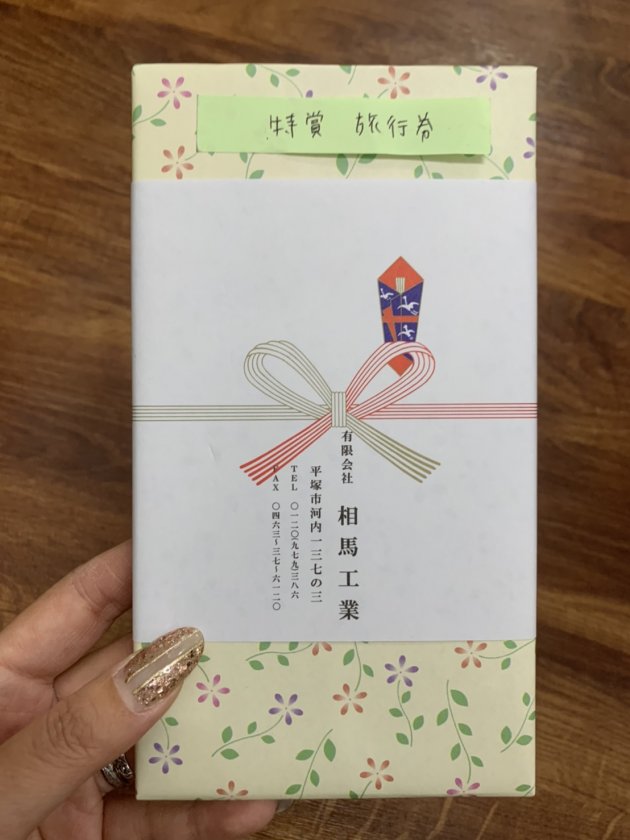 特賞 旅行券
有限会社
相馬工業
平塚市河内一三七の三
TEL 〇一二〇(九七九)三八六
FAX 〇四六三〜三七〜六一二〇